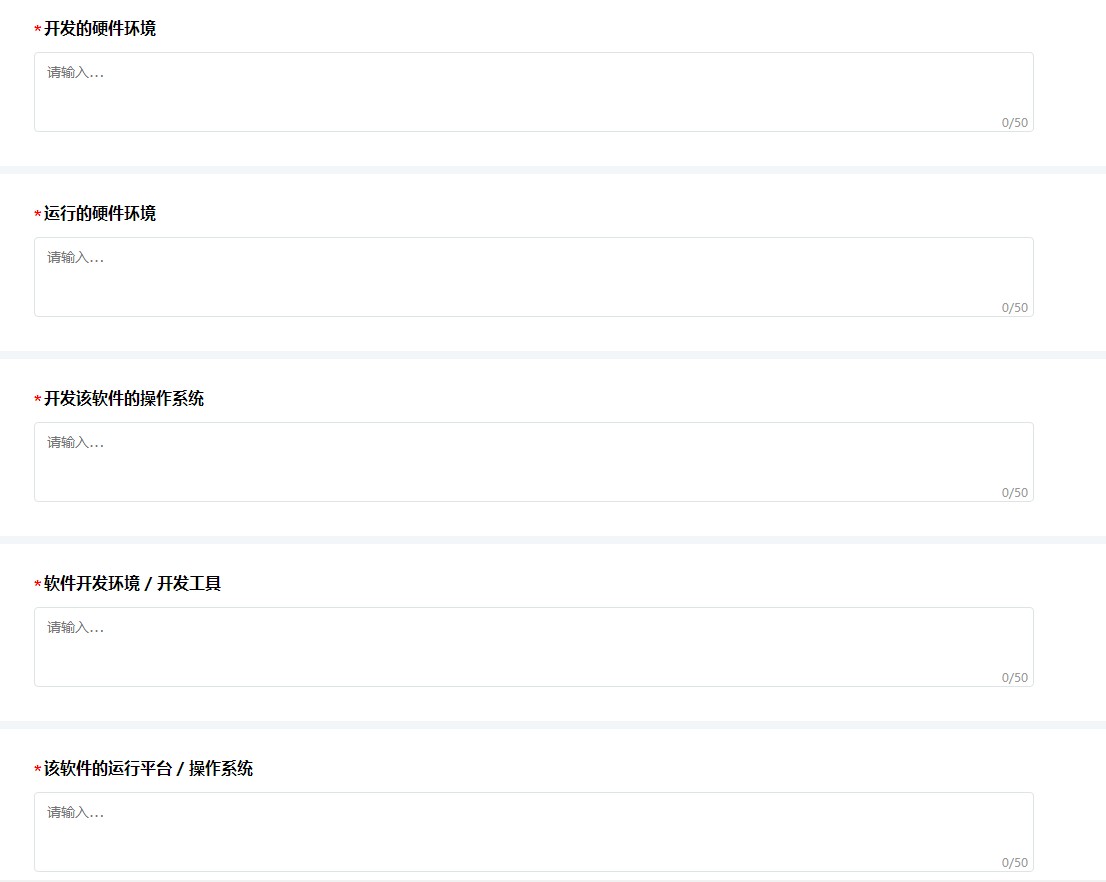 *开发的硬件环境
请输入...
0/50
*运行的硬件环境
请输入...
0/50
*开发该软件的操作系统
请输入...
0/50
*软件开发环境 / 开发工具
请输入...
0/50
*该软件的运行平台 / 操作系统
请输入...
0/50